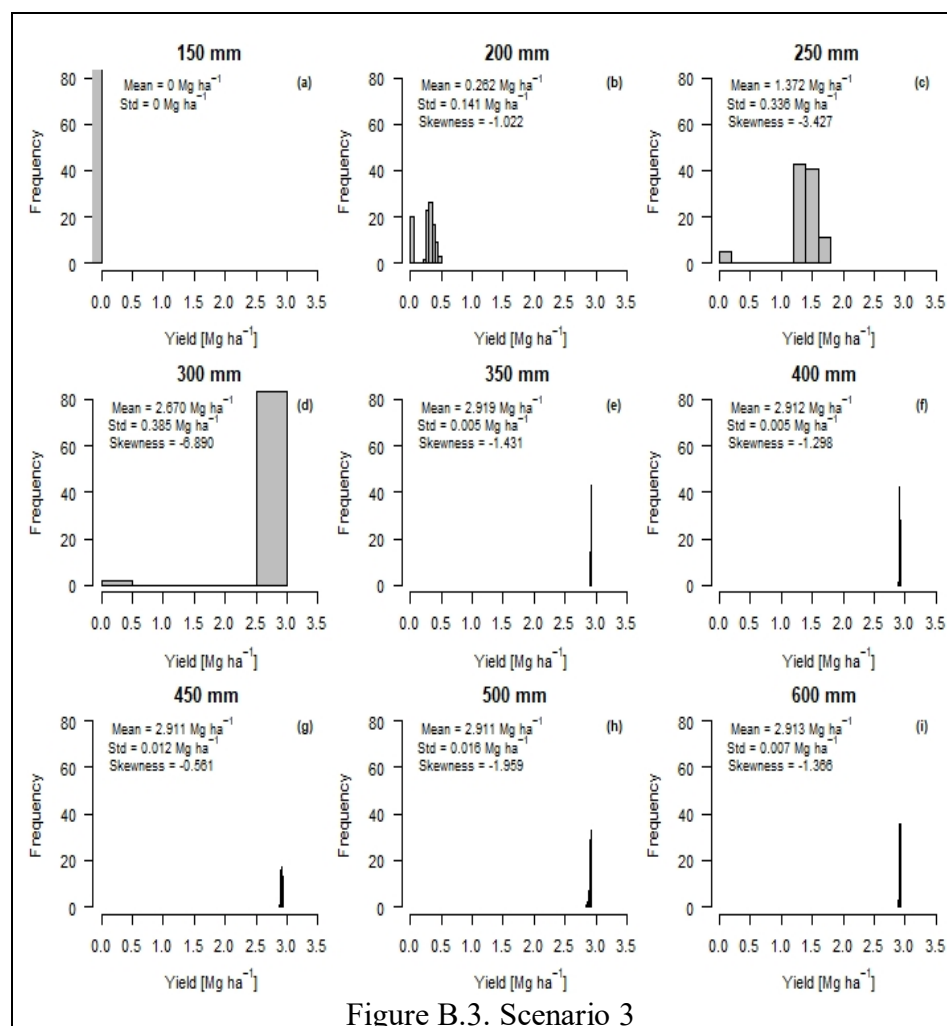 150 mm
(a)
Mean = 0 Mg ha⁻¹
Std = 0 Mg ha⁻¹
Frequency
80
60
40
20
0
0.0 0.5 1.0 1.5 2.0 2.5 3.0 3.5
Yield [Mg ha⁻¹]
200 mm
(b)
Mean = 0.262 Mg ha⁻¹
Std = 0.141 Mg ha⁻¹
Skewness = -1.022
Frequency
80
60
40
20
0
0.0 0.5 1.0 1.5 2.0 2.5 3.0 3.5
Yield [Mg ha⁻¹]
250 mm
(c)
Mean = 1.372 Mg ha⁻¹
Std = 0.336 Mg ha⁻¹
Skewness = -3.427
Frequency
80
60
40
20
0
0.0 0.5 1.0 1.5 2.0 2.5 3.0 3.5
Yield [Mg ha⁻¹]
300 mm
(d)
Mean = 2.670 Mg ha⁻¹
Std = 0.385 Mg ha⁻¹
Skewness = -6.890
Frequency
80
60
40
20
0
0.0 0.5 1.0 1.5 2.0 2.5 3.0 3.5
Yield [Mg ha⁻¹]
350 mm
(e)
Mean = 2.919 Mg ha⁻¹
Std = 0.005 Mg ha⁻¹
Skewness = -1.431
Frequency
80
60
40
20
0
0.0 0.5 1.0 1.5 2.0 2.5 3.0 3.5
Yield [Mg ha⁻¹]
400 mm
(f)
Mean = 2.912 Mg ha⁻¹
Std = 0.005 Mg ha⁻¹
Skewness = -1.298
Frequency
80
60
40
20
0
0.0 0.5 1.0 1.5 2.0 2.5 3.0 3.5
Yield [Mg ha⁻¹]
450 mm
(g)
Mean = 2.911 Mg ha⁻¹
Std = 0.012 Mg ha⁻¹
Skewness = -0.561
Frequency
80
60
40
20
0
0.0 0.5 1.0 1.5 2.0 2.5 3.0 3.5
Yield [Mg ha⁻¹]
500 mm
(h)
Mean = 2.911 Mg ha⁻¹
Std = 0.016 Mg ha⁻¹
Skewness = -1.959
Frequency
80
60
40
20
0
0.0 0.5 1.0 1.5 2.0 2.5 3.0 3.5
Yield [Mg ha⁻¹]
600 mm
(i)
Mean = 2.913 Mg ha⁻¹
Std = 0.007 Mg ha⁻¹
Skewness = -1.366
Frequency
80
60
40
20
0
0.0 0.5 1.0 1.5 2.0 2.5 3.0 3.5
Yield [Mg ha⁻¹]
Figure B.3. Scenario 3